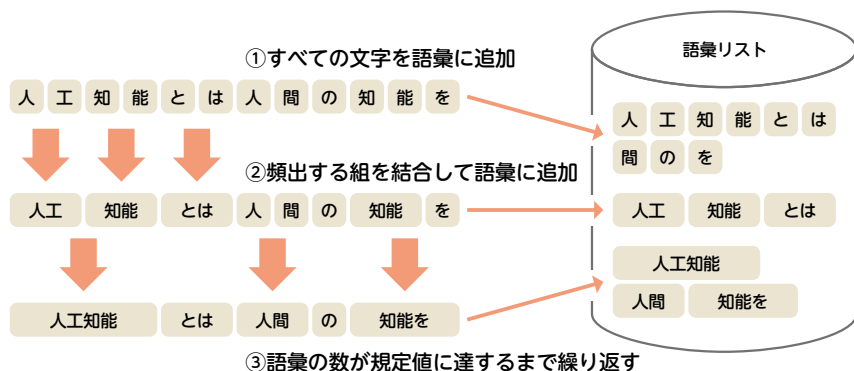 ①すべての文字を語彙に追加
人 工 知 能 と は 人 間 の 知 能 を
②頻出する組を結合して語彙に追加
人工 知能 とは 人 間 の 知能 を
人工知能 とは 人間 の 知能を
③語彙の数が規定値に達するまで繰り返す
語彙リスト
人 工 知 能 と は
間 の を
人工 知能 とは
人工知能
人間 知能を